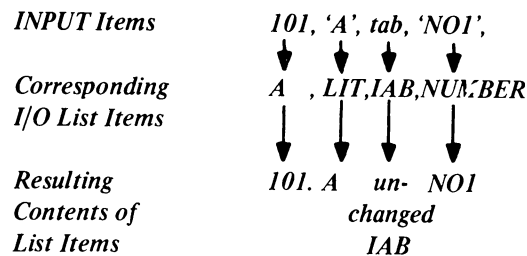 INPUT Items 101, ‘A’, tab, ‘NO1’,
Corresponding A , LIT,IAB,NUMBER
I/O List Items
Resulting 101. A un- NO1
Contents of changed
List Items IAB